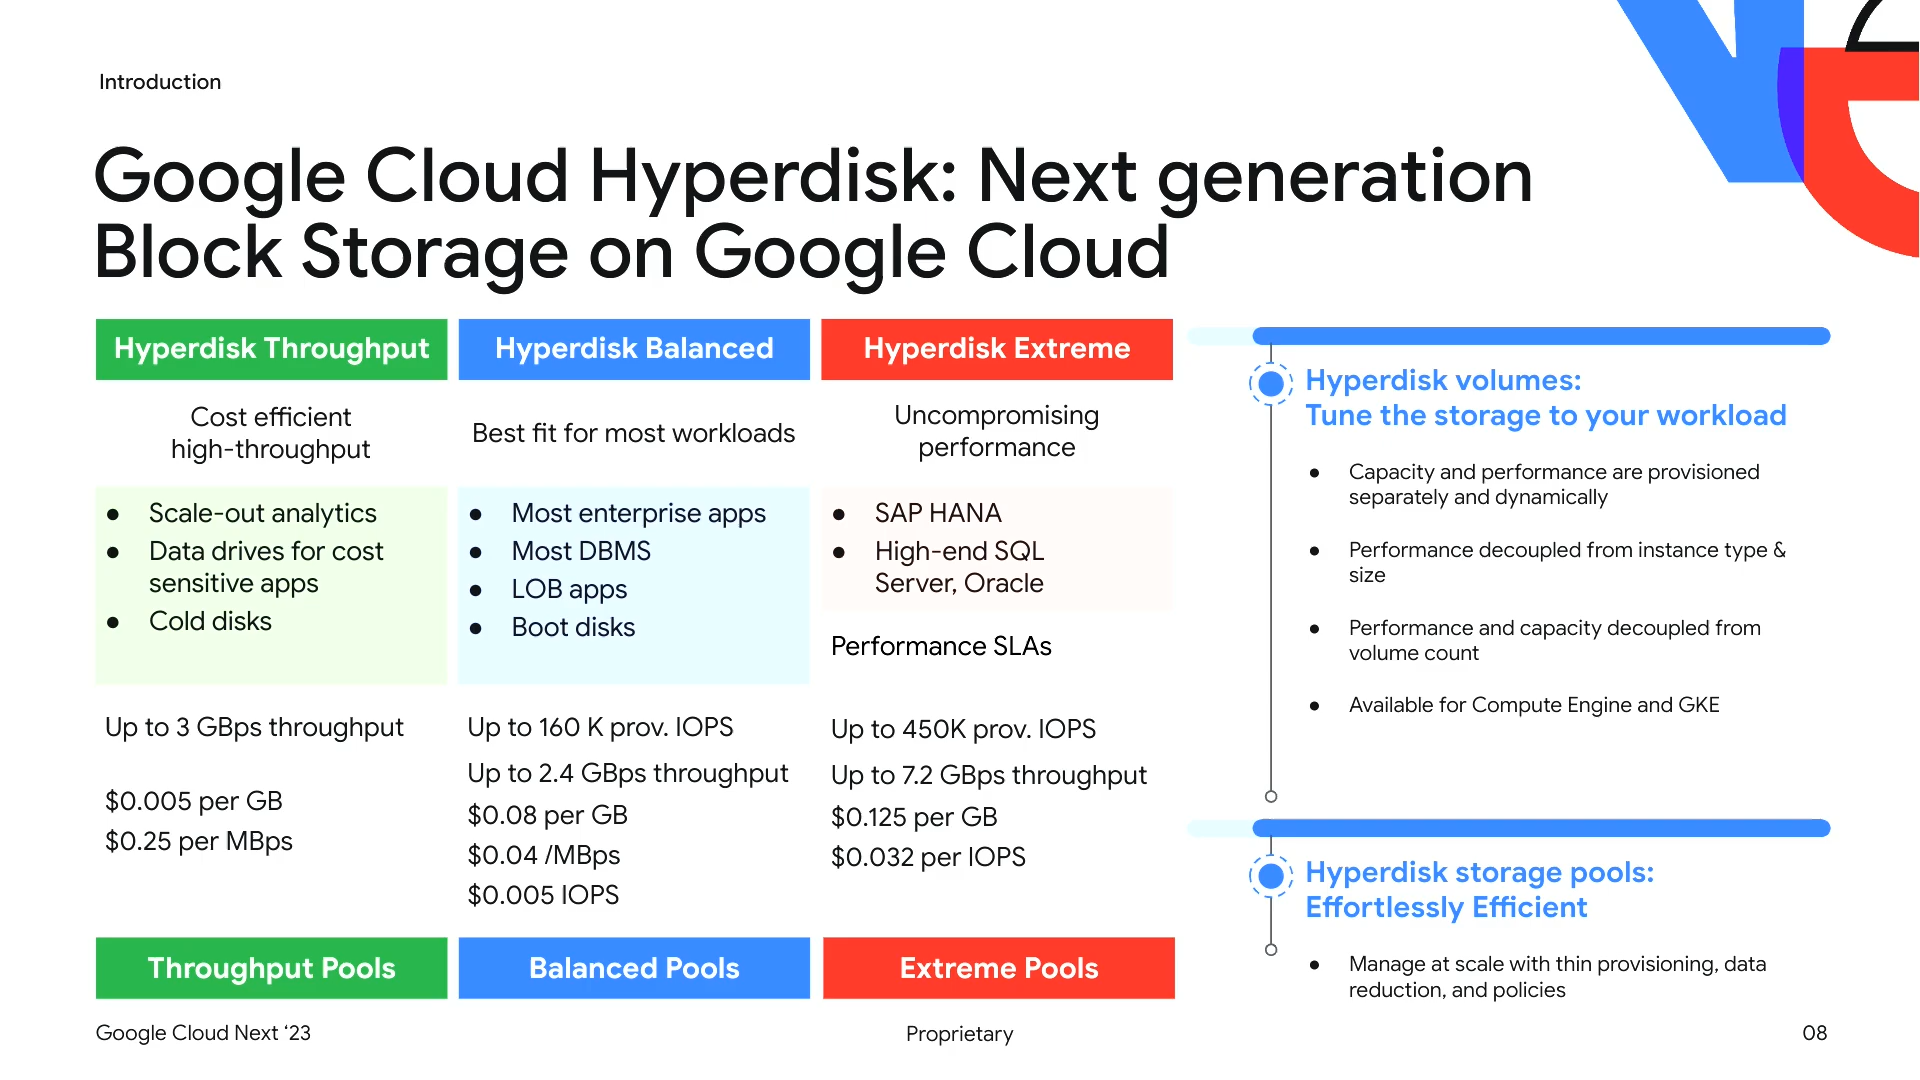 Introduction
Google Cloud Hyperdisk: Next generation
Block Storage on Google Cloud
Hyperdisk Throughput
Cost efficient
high-throughput
● Scale-out analytics
● Data drives for cost
sensitive apps
● Cold disks
Up to 3 GBps throughput
$0.005 per GB
$0.25 per MBps
Throughput Pools
Hyperdisk Balanced
Best fit for most workloads
● Most enterprise apps
● Most DBMS
● LOB apps
● Boot disks
Up to 160 K prov. IOPS
Up to 2.4 GBps throughput
$0.08 per GB
$0.04 /MBps
$0.005 IOPS
Balanced Pools
Hyperdisk Extreme
Uncompromising
performance
● SAP HANA
● High-end SQL
Server, Oracle
Performance SLAs
Up to 450K prov. IOPS
Up to 7.2 GBps throughput
$0.125 per GB
$0.032 per IOPS
Extreme Pools
Hyperdisk volumes:
Tune the storage to your workload
● Capacity and performance are provisioned
separately and dynamically
● Performance decoupled from instance type &
size
● Performance and capacity decoupled from
volume count
● Available for Compute Engine and GKE
Hyperdisk storage pools:
Effortlessly Efficient
● Manage at scale with thin provisioning, data
reduction, and policies
Google Cloud Next ‘23
Proprietary
08